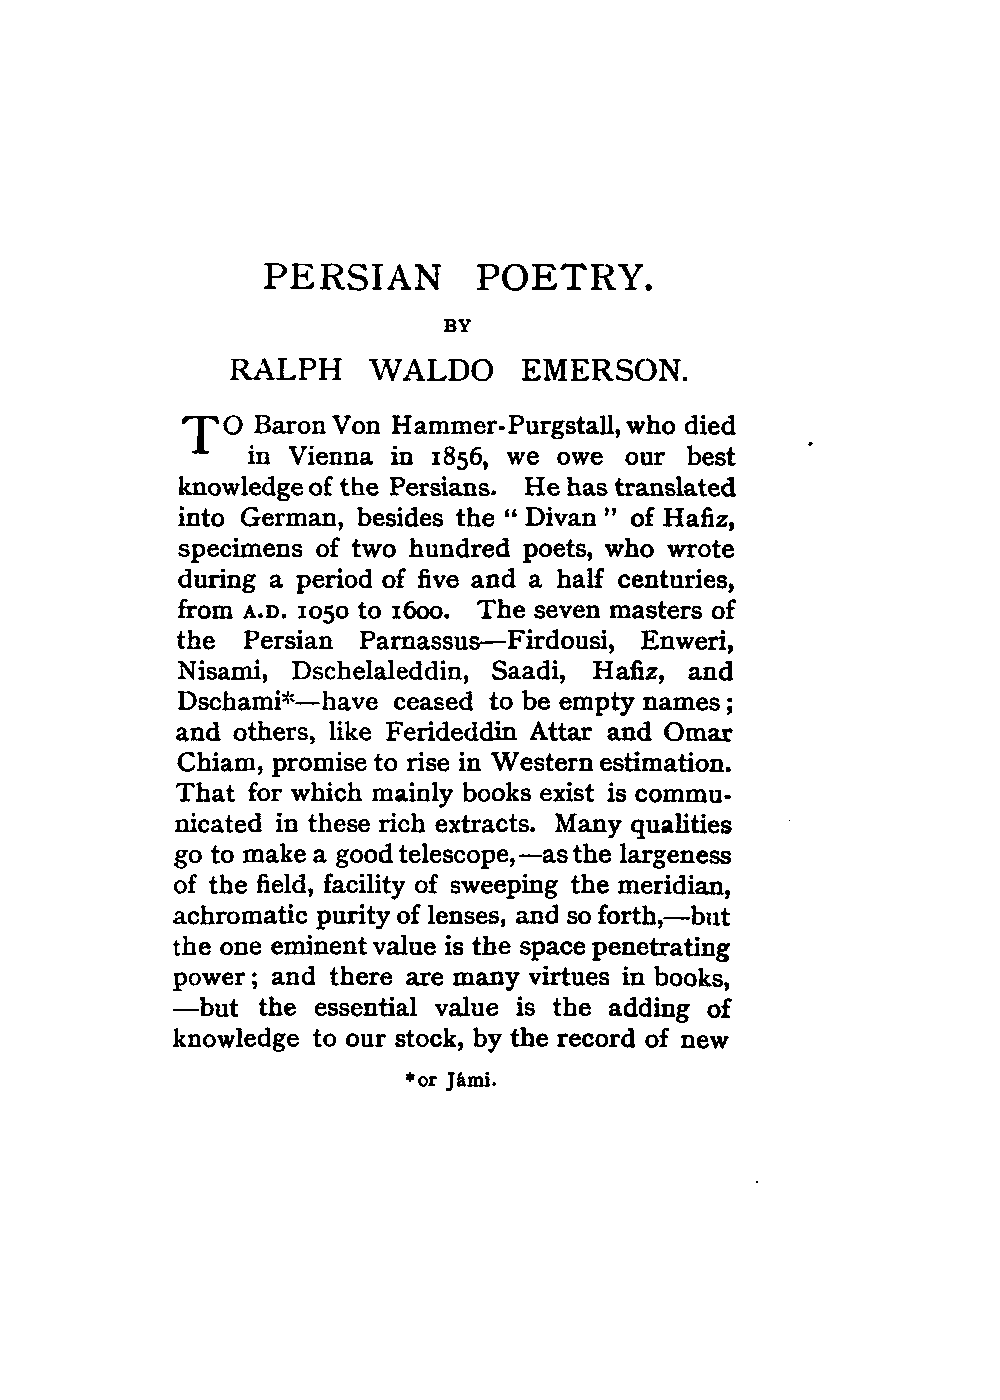 PERSIAN POETRY.
BY
RALPH WALDO EMERSON.
TO Baron Von Hammer-Purgstall, who died
in Vienna in 1856, we owe our best
knowledge of the Persians. He has translated
into German, besides the “ Divan ” of Hafiz,
specimens of two hundred poets, who wrote
during a period of five and a half centuries,
from A.D. 1050 to 1600. The seven masters of
the Persian Parnassus—Firdousi, Enweri,
Nisami, Dschelaleddin, Saadi, Hafiz, and
Dschami*—have ceased to be empty names ;
and others, like Ferideddin Attar and Omar
Chiam, promise to rise in Western estimation.
That for which mainly books exist is commu-
nicated in these rich extracts. Many qualities
go to make a good telescope,—as the largeness
of the field, facility of sweeping the meridian,
achromatic purity of lenses, and so forth,—but
the one eminent value is the space penetrating
power ; and there are many virtues in books,
—but the essential value is the adding of
knowledge to our stock, by the record of new
*or Jámi.